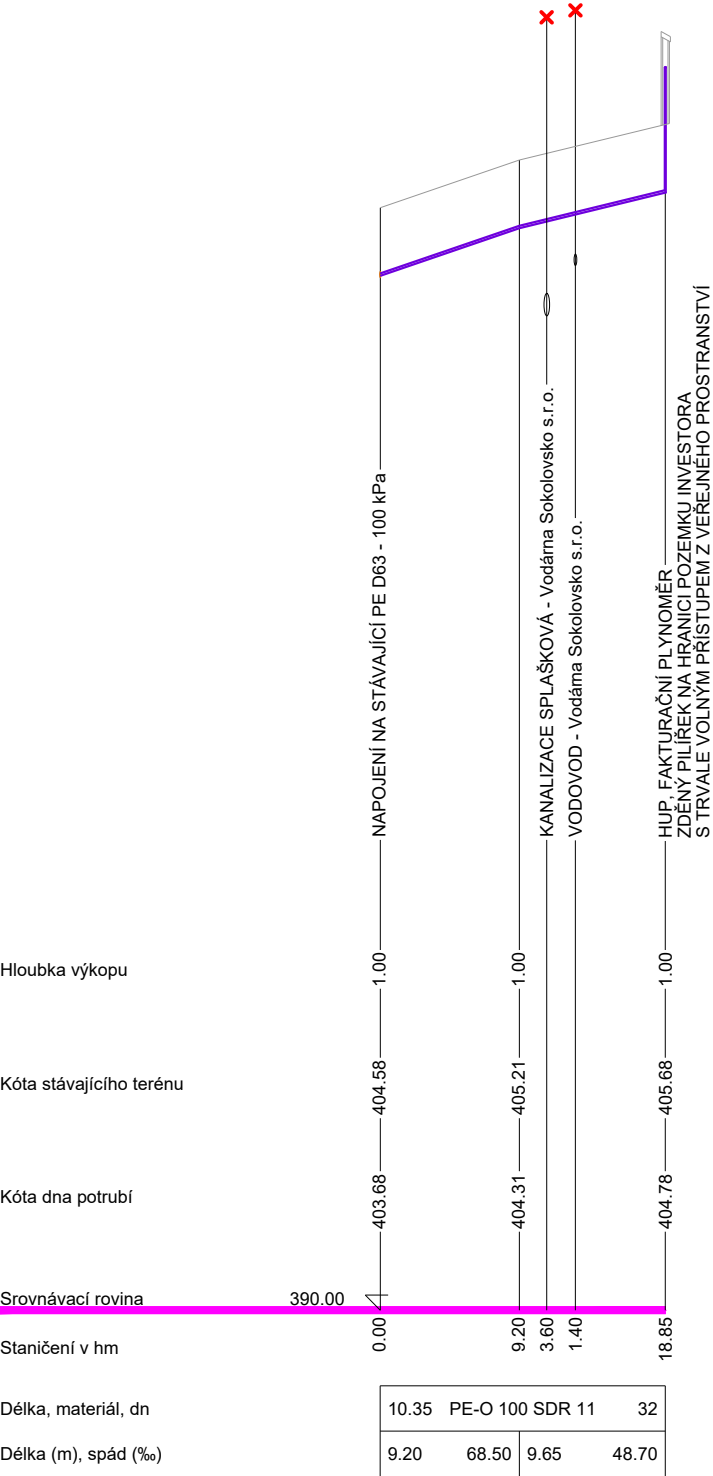 NAPOJENÍ NA STÁVAJÍCÍ PE D63 - 100 kPa
KANALIZACE SPLAŠKOVÁ - Vodárna Sokolovsko s.r.o.
VODOVOD - Vodárna Sokolovsko s.r.o.
HUP, FAKTURAČNÍ PLYNOMĚR
ZDĚNÝ PILÍŘEK NA HRANICI POZEMKU INVESTORA
S TRVALE VOLNÝM PŘÍSTUPEM Z VEŘEJNÉHO PROSTRANSTVÍ
Hloubka výkopu 1.00 1.00 1.00
Kóta stávajícího terénu 404.58 405.21 405.68
Kóta dna potrubí 403.68 404.31 404.78
Srovnávací rovina 390.00
Staničení v hm 0.00 9.20 3.60 1.40 18.85
Délka, materiál, dn 10.35 PE-O 100 SDR 11 32
Délka (m), spád (‰) 9.20 68.50 9.65 48.70